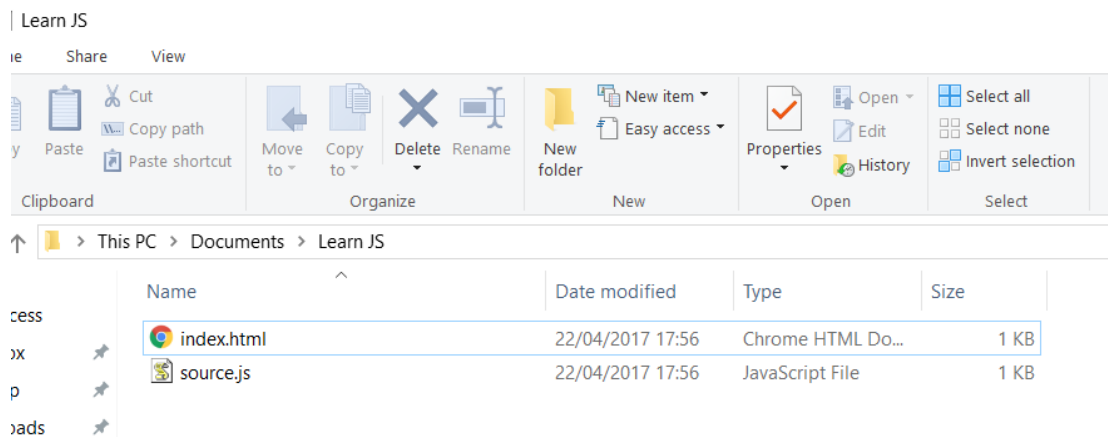 Learn JS
Share View
Cut
Copy path
Paste shortcut
Paste
Move to
Copy to
Delete
Rename
New folder
New item
Easy access
Properties
Open
Edit
History
Select all
Select none
Invert selection
Clipboard Organize New Open Select
This PC > Documents > Learn JS
Name Date modified Type Size
index.html 22/04/2017 17:56 Chrome HTML Do... 1 KB
source.js 22/04/2017 17:56 JavaScript File 1 KB